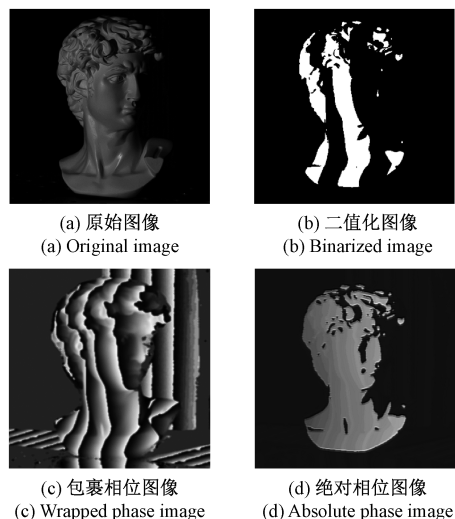 (a) 原始图像
(a) Original image
(b) 二值化图像
(b) Binarized image
(c) 包裹相位图像
(c) Wrapped phase image
(d) 绝对相位图像
(d) Absolute phase image